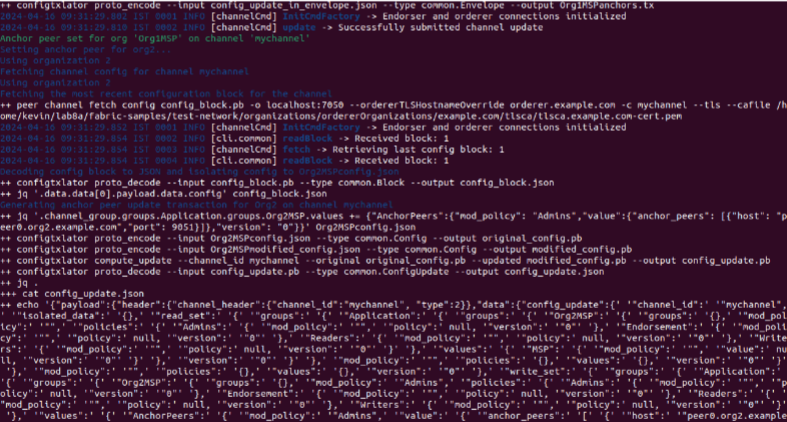 ++ configtxlator proto_encode --input config_update_in_envelope.json --type common.Envelope --output Org1MSPanchors.tx
2024-04-16 09:31:29.802 IST 0001 INFO [channelCmd] InitCmdFactory -> Endorser and orderer connections initialized
2024-04-16 09:31:29.810 IST 0002 INFO [channelCmd] update -> Successfully submitted channel update
Anchor peer set for org 'Org1MSP' on channel 'mychannel'
Setting anchor peer for org2...
Using organization 2
Fetching channel config for channel mychannel
Using organization 2
Fetching the most recent configuration block for the channel
++ peer channel fetch config config_block.pb -o localhost:7050 --ordererTLSHostnameOverride orderer.example.com -c mychannel --tls --cafile /h
ome/kevin/lab8a/fabric-samples/test-network/organizations/ordererOrganizations/example.com/tlsca/tlsca.example.com-cert.pem
2024-04-16 09:31:29.852 IST 0001 INFO [channelCmd] InitCmdFactory -> Endorser and orderer connections initialized
2024-04-16 09:31:29.854 IST 0002 INFO [cli.common] readBlock -> Received block: 1
2024-04-16 09:31:29.854 IST 0003 INFO [channelCmd] fetch -> Retrieving last config block: 1
2024-04-16 09:31:29.854 IST 0004 INFO [cli.common] readBlock -> Received block: 1
Decoding config block to JSON and isolating config to Org2MSPconfig.json
++ configtxlator proto_decode --input config_block.pb --type common.Block --output config_block.json
++ jq '.data.data[0].payload.data.config' config_block.json
Generating anchor peer update transaction for Org2 on channel mychannel
++ jq '.channel_group.groups.Application.groups.Org2MSP.values += {"AnchorPeers":{"mod_policy": "Admins","value":{"anchor_peers": [{"host": "p
eer0.org2.example.com","port": 9051}]},"version": "0"}}' Org2MSPconfig.json
++ configtxlator proto_encode --input Org2MSPconfig.json --type common.Config --output original_config.pb
++ configtxlator proto_encode --input Org2MSPmodified_config.json --type common.Config --output modified_config.pb
++ configtxlator compute_update --channel_id mychannel --original original_config.pb --updated modified_config.pb --output config_update.pb
++ configtxlator proto_decode --input config_update.pb --type common.ConfigUpdate --output config_update.json
++ jq .
+++ cat config_update.json
++ echo '{"payload":{"header":{"channel_header":{"channel_id":"mychannel", "type":2}},"data":{"config_update":{' '"channel_id":' '"mychannel",
' '"isolated_data":' '{},' '"read_set":' '{' '"groups":' '{' '"Application":' '{' '"groups":' '{' '"Org2MSP":' '{' '"groups":' '{},' '"mod_pol
icy":' '"",' '"policies":' '{' '"Admins":' '{' '"mod_policy":' '"",' '"policy":' null, '"version":' '"0"' '},' '"Endorsement":' '{' '"mod_poli
cy":' '"",' '"policy":' null, '"version":' '"0"' '},' '"Readers":' '{' '"mod_policy":' '"",' '"policy":' null, '"version":' '"0"' '},' '"Write
rs":' '{' '"mod_policy":' '"",' '"policy":' null, '"version":' '"0"' '}' '},' '"values":' '{' '"MSP":' '{' '"mod_policy":' '"",' '"value":' nu
ll, '"version":' '"0"' '}' '},' '"version":' '"0"' '}' '},' '"mod_policy":' '"",' '"policies":' '{},' '"values":' '{},' '"version":' '"0"' '}'
'},' '"mod_policy":' '"",' '"policies":' '{},' '"values":' '{},' '"version":' '"0"' '},' '"write_set":' '{' '"groups":' '{' '"Application":'
'{' '"groups":' '{' '"Org2MSP":' '{' '"groups":' '{},' '"mod_policy":' '"Admins",' '"policies":' '{' '"Admins":' '{' '"mod_policy":' '"",' '"p
olicy":' null, '"version":' '"0"' '},' '"Endorsement":' '{' '"mod_policy":' '"",' '"policy":' null, '"version":' '"0"' '},' '"Readers":' '{' '
"mod_policy":' '"",' '"policy":' null, '"version":' '"0"' '},' '"Writers":' '{' '"mod_policy":' '"",' '"policy":' null, '"version":' '"0"' '}'
'},' '"values":' '{' '"AnchorPeers":' '{' '"mod_policy":' '"Admins",' '"value":' '{' '"anchor_peers":' '[' '{' '"host":' '"peer0.org2.example